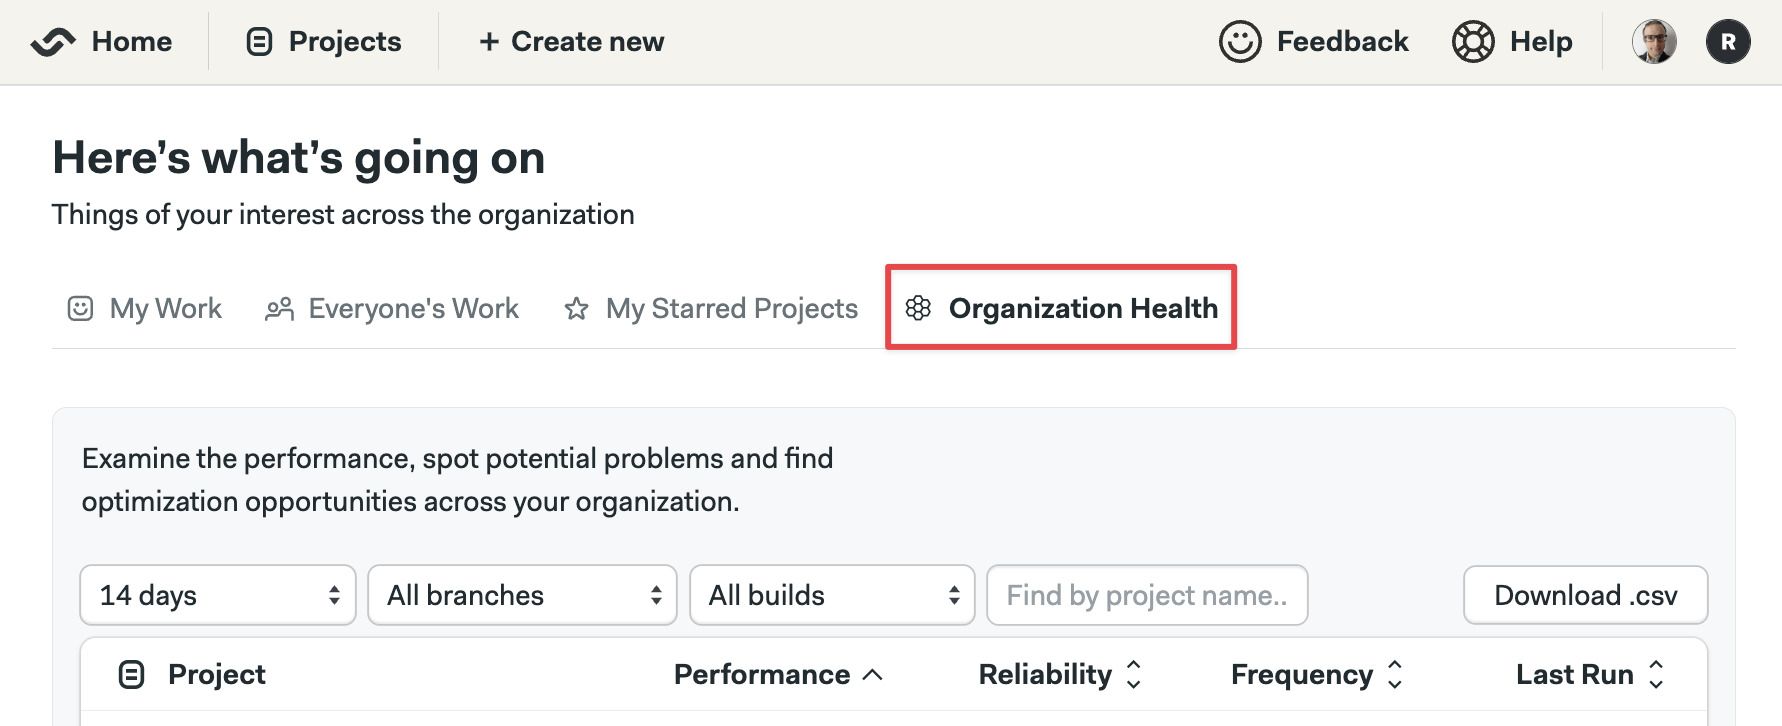 Home Projects + Create new Feedback Help R
Here’s what’s going on
Things of your interest across the organization
My Work Everyone's Work My Starred Projects Organization Health
Examine the performance, spot potential problems and find
optimization opportunities across your organization.
14 days All branches All builds Find by project name.. Download .csv
Project Performance Reliability Frequency Last Run